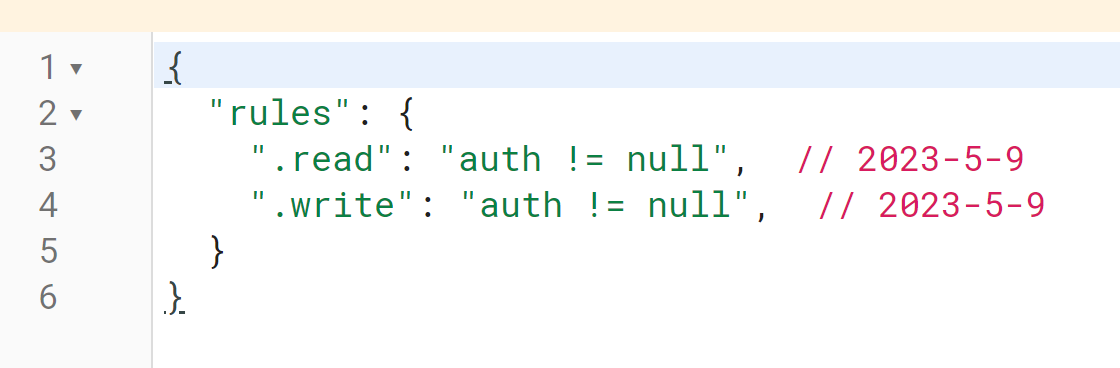 1 {
2 "rules": {
3 ".read": "auth != null", // 2023-5-9
4 ".write": "auth != null", // 2023-5-9
5 }
6 }